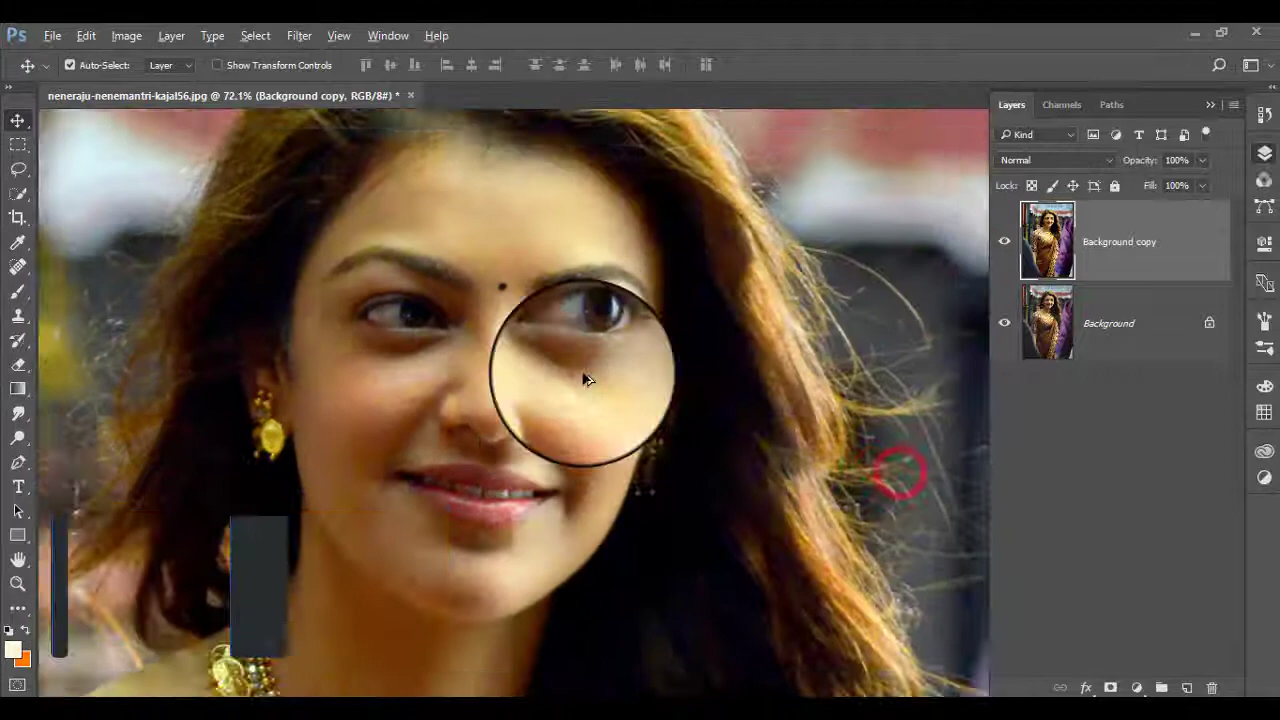 Ps File Edit Image Layer Type Select Filter View Window Help
Auto-Select: Layer Show Transform Controls
neneraju-nenemantri-kajal56.jpg @ 72.1% (Background copy, RGB/8#) * ×
Layers Channels Paths
Kind
Normal Opacity: 100%
Lock: Fill: 100%
Background copy
Background
T
fx